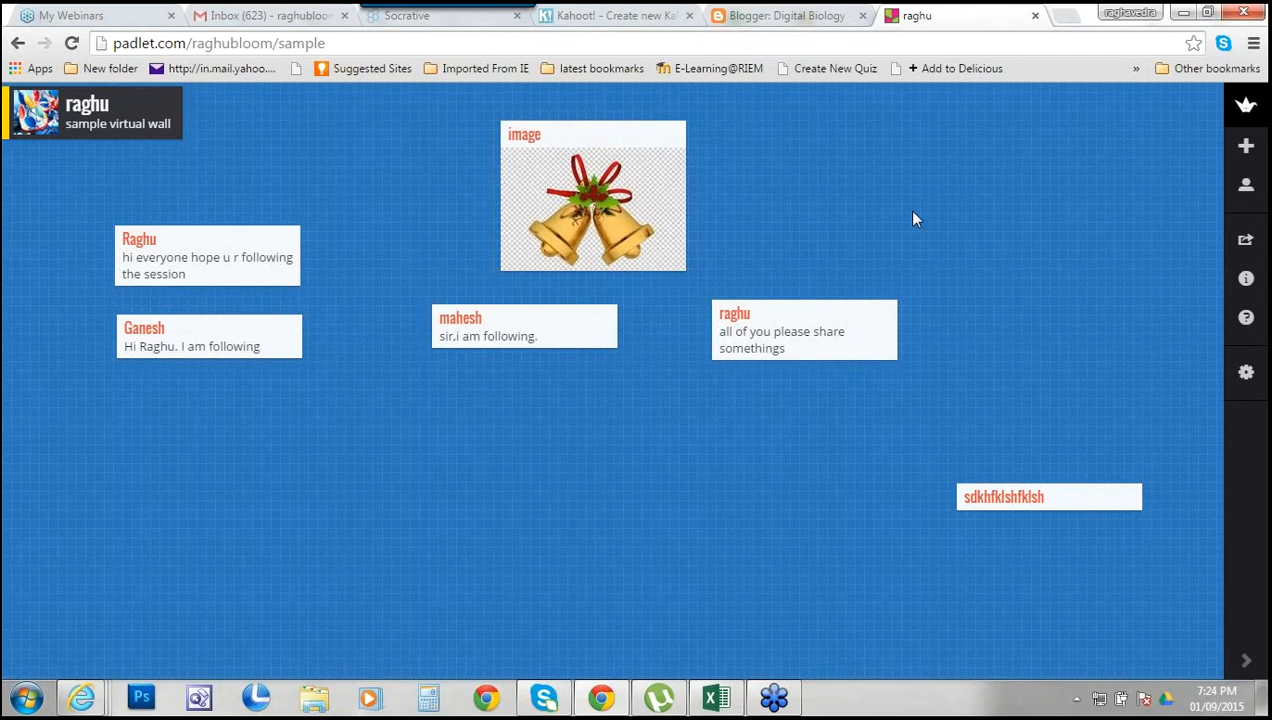 My Webinars
Inbox (623) - raghubloom
Socrative
Kahoot! - Create new Ka
Blogger: Digital Biology -
raghu
raghavedra
padlet.com/raghubloom/sample
Apps
New folder
http://in.mail.yahoo....
Suggested Sites
Imported From IE
latest bookmarks
E-Learning@RIEM
Create New Quiz
+ Add to Delicious
»
Other bookmarks
raghu
sample virtual wall
image
Raghu
hi everyone hope u r following
the session
Ganesh
Hi Raghu. I am following
mahesh
sir,i am following.
raghu
all of you please share
somethings
sdkhfklshfklsh
Ps
7:24 PM
01/09/2015